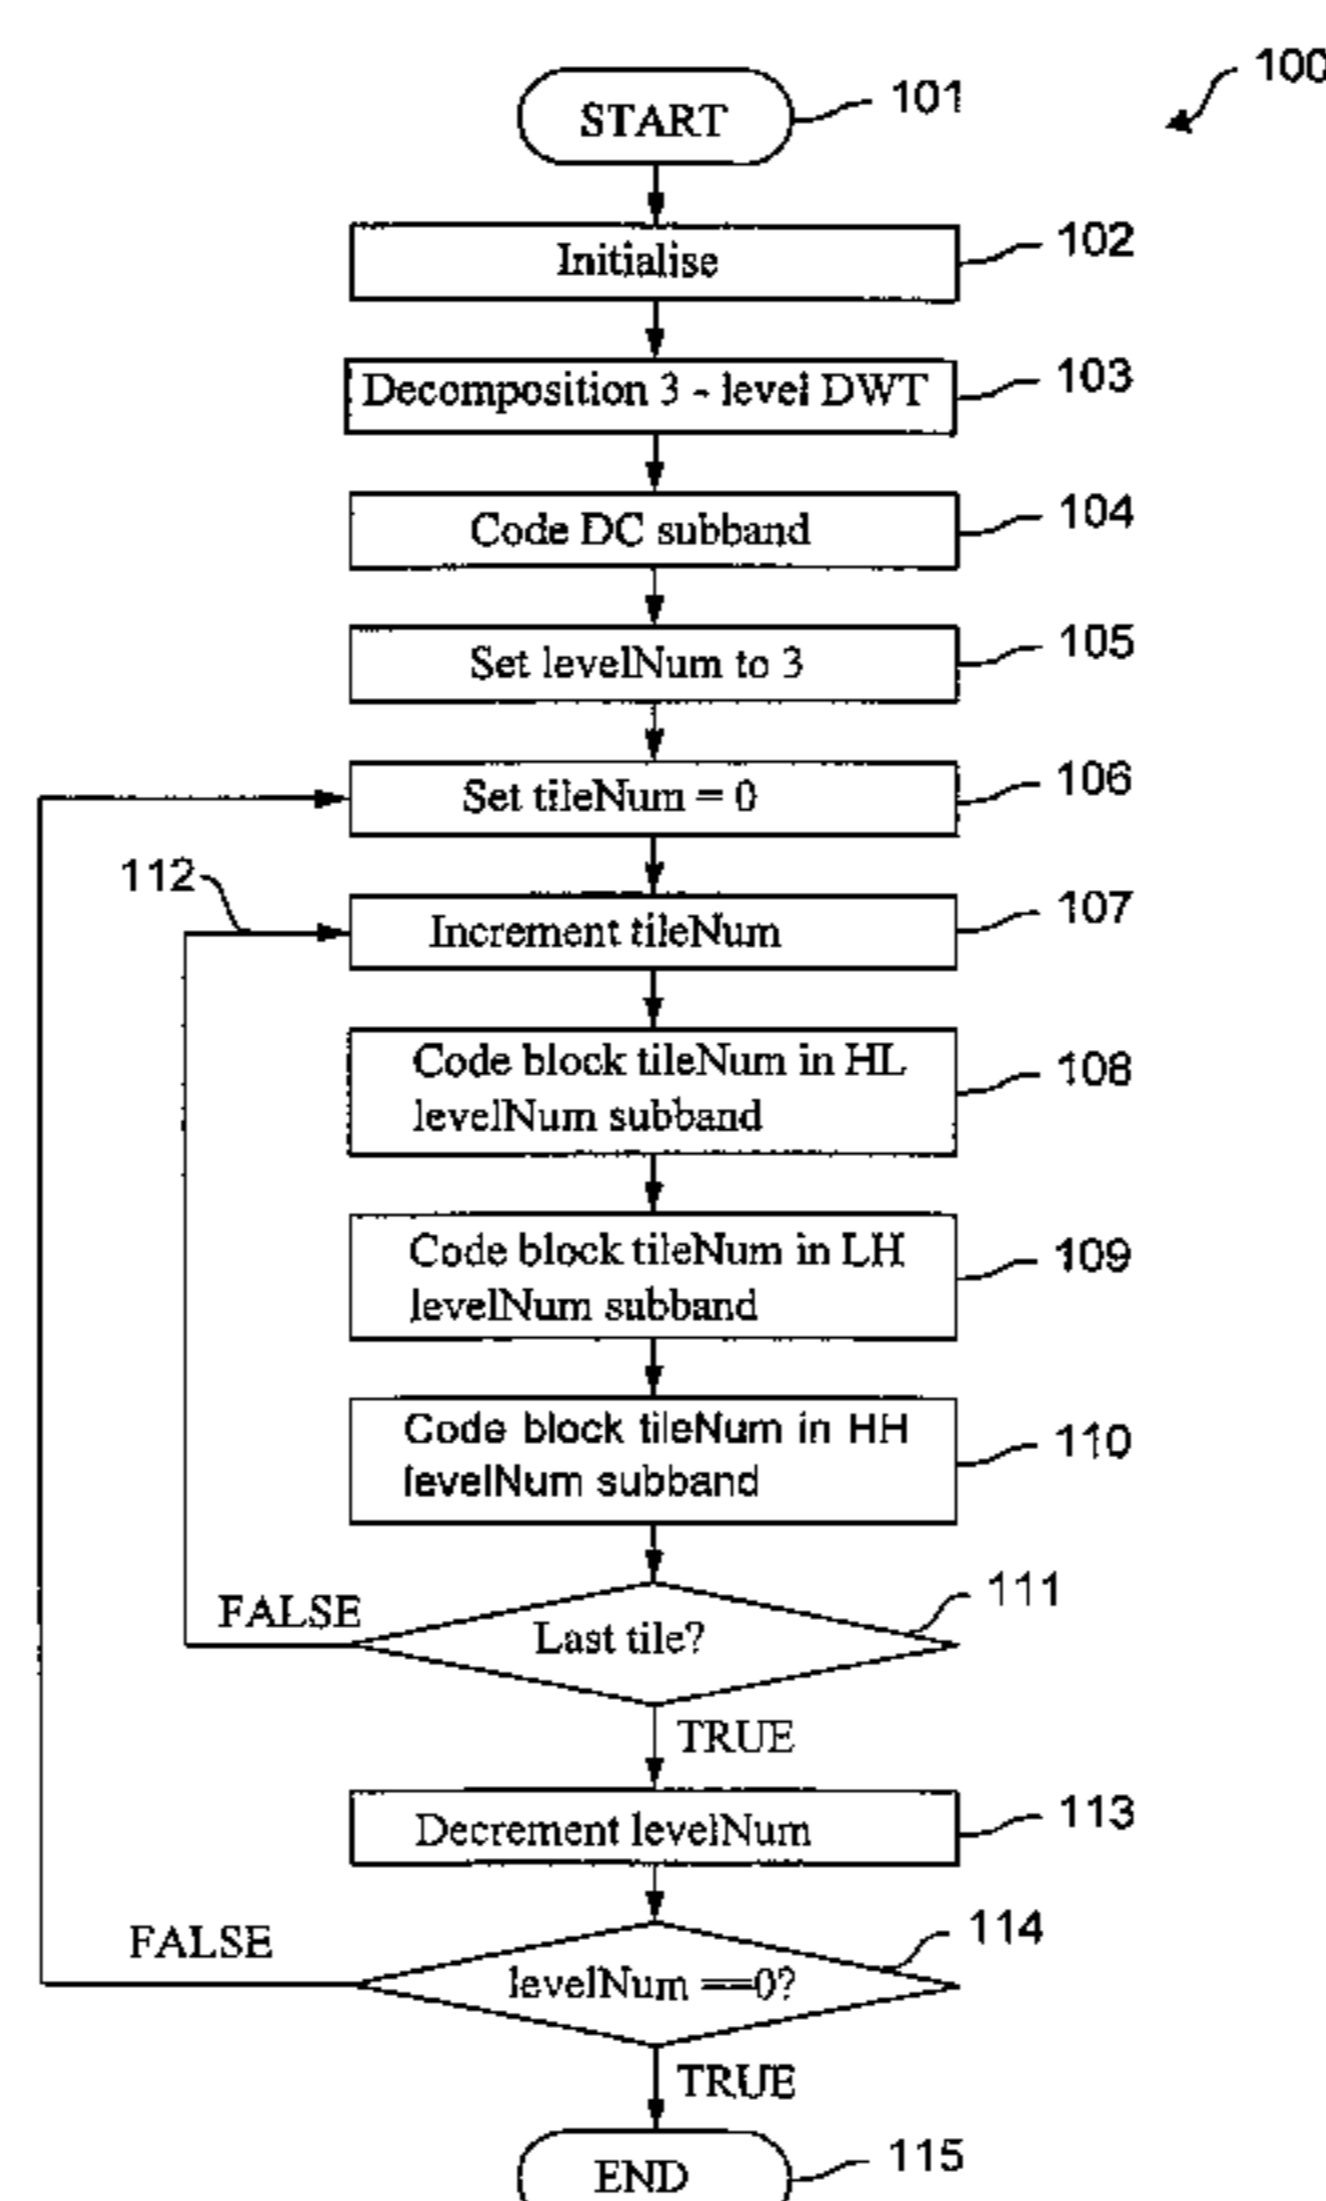 100
START
101
Initialise
102
Decomposition 3 - level DWT
103
Code DC subband
104
Set levelNum to 3
105
Set tileNum = 0
106
112
Increment tileNum
107
Code block tileNum in HL
levelNum subband
108
Code block tileNum in LH
levelNum subband
109
Code block tileNum in HH
levelNum subband
110
111
FALSE
Last tile?
TRUE
Decrement levelNum
113
114
FALSE
levelNum ==0?
TRUE
END
115